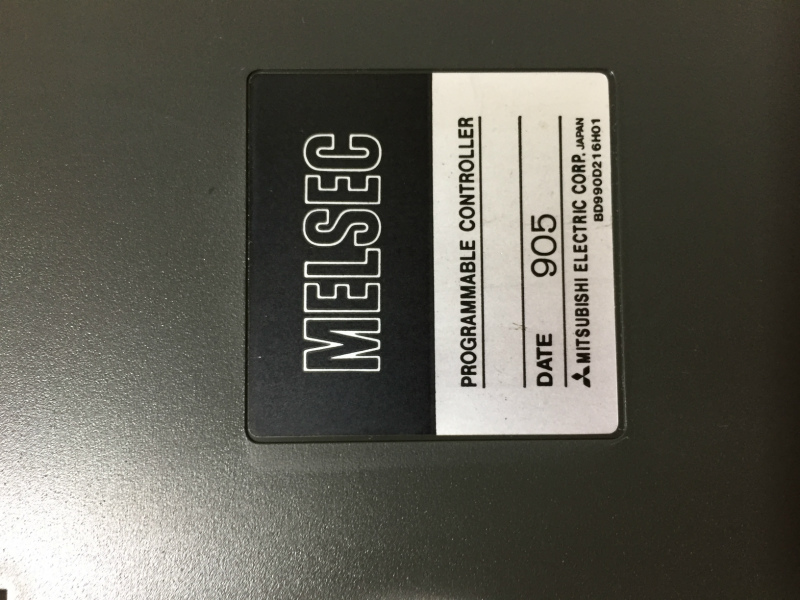 MELSEC
PROGRAMMABLE CONTROLLER
DATE 905
MITSUBISHI ELECTRIC CORP. JAPAN
BD990D216H01